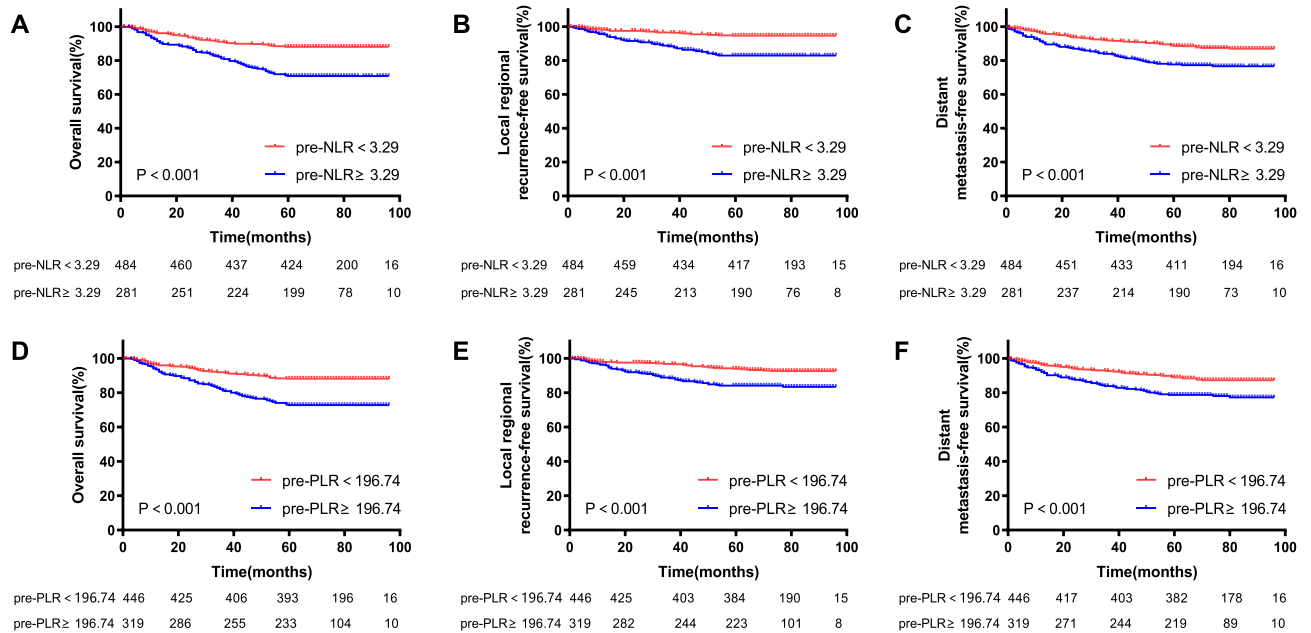 A
Overall survival(%)
100
80
60
40
20
0
pre-NLR < 3.29
pre-NLR≥ 3.29
P < 0.001
0 20 40 60 80 100
Time(months)
pre-NLR < 3.29 484 460 437 424 200 16
pre-NLR≥ 3.29 281 251 224 199 78 10
B
Local regional
recurrence-free survival(%)
100
80
60
40
20
0
pre-NLR < 3.29
pre-NLR≥ 3.29
P < 0.001
0 20 40 60 80 100
Time(months)
pre-NLR < 3.29 484 459 434 417 193 15
pre-NLR≥ 3.29 281 245 213 190 76 8
C
Distant
metastasis-free survival(%)
100
80
60
40
20
0
pre-NLR < 3.29
pre-NLR≥ 3.29
P < 0.001
0 20 40 60 80 100
Time(months)
pre-NLR < 3.29 484 451 433 411 194 16
pre-NLR≥ 3.29 281 237 214 190 73 10
D
Overall survival(%)
100
80
60
40
20
0
pre-PLR < 196.74
pre-PLR≥ 196.74
P < 0.001
0 20 40 60 80 100
Time(months)
pre-PLR < 196.74 446 425 406 393 196 16
pre-PLR≥ 196.74 319 286 255 233 104 10
E
Local regional
recurrence-free survival(%)
100
80
60
40
20
0
pre-PLR < 196.74
pre-PLR≥ 196.74
P < 0.001
0 20 40 60 80 100
Time(months)
pre-PLR < 196.74 446 425 403 384 190 15
pre-PLR≥ 196.74 319 282 244 223 101 8
F
Distant
metastasis-free survival(%)
100
80
60
40
20
0
pre-PLR < 196.74
pre-PLR≥ 196.74
P < 0.001
0 20 40 60 80 100
Time(months)
pre-PLR < 196.74 446 417 403 382 178 16
pre-PLR≥ 196.74 319 271 244 219 89 10